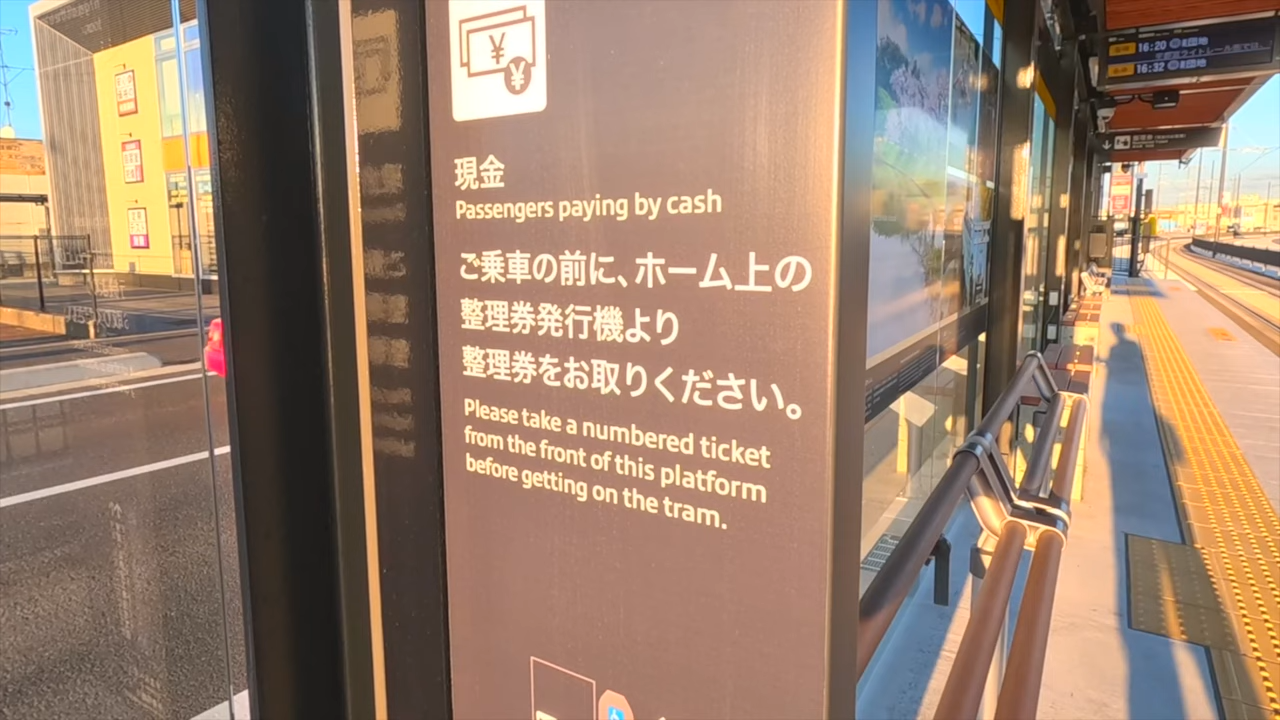 現金
Passengers paying by cash
ご乗車の前に、ホーム上の
整理券発行機より
整理券をお取りください。
Please take a numbered ticket
from the front of this platform
before getting on the tram.
16:20
16:32